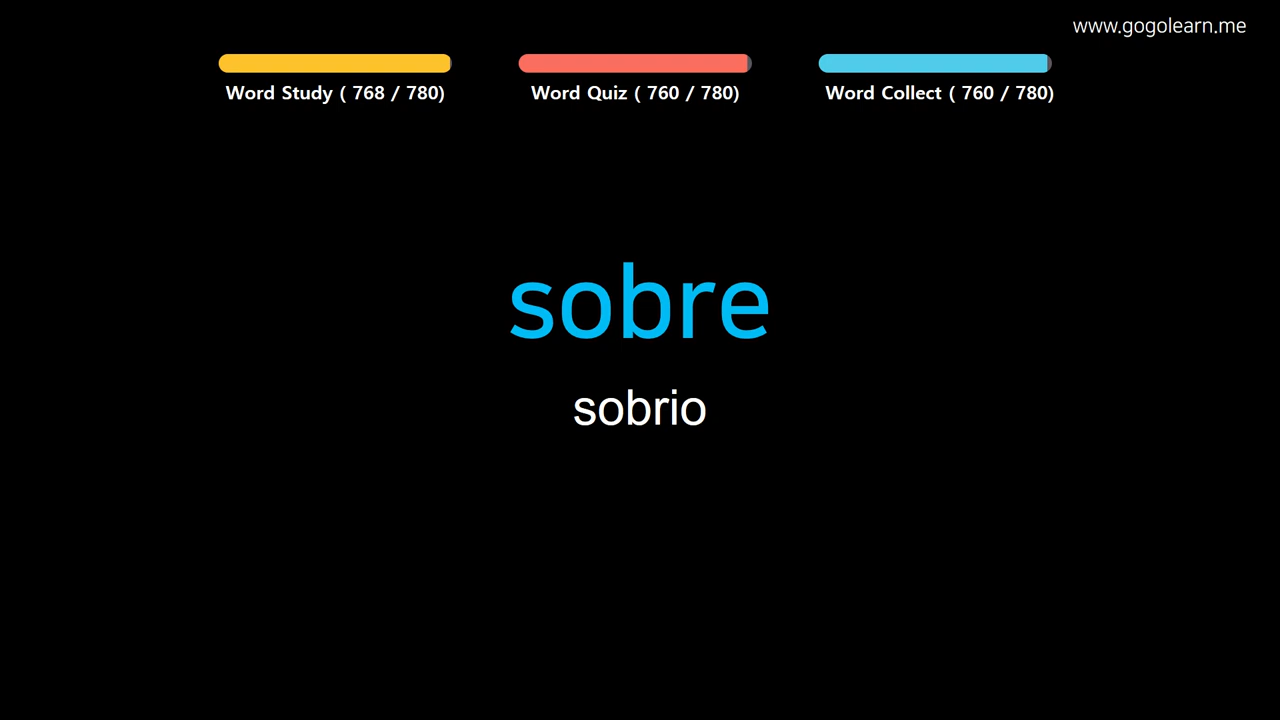 www.gogolearn.me
Word Study ( 768 / 780)
Word Quiz ( 760 / 780)
Word Collect ( 760 / 780)
sobre
sobrio